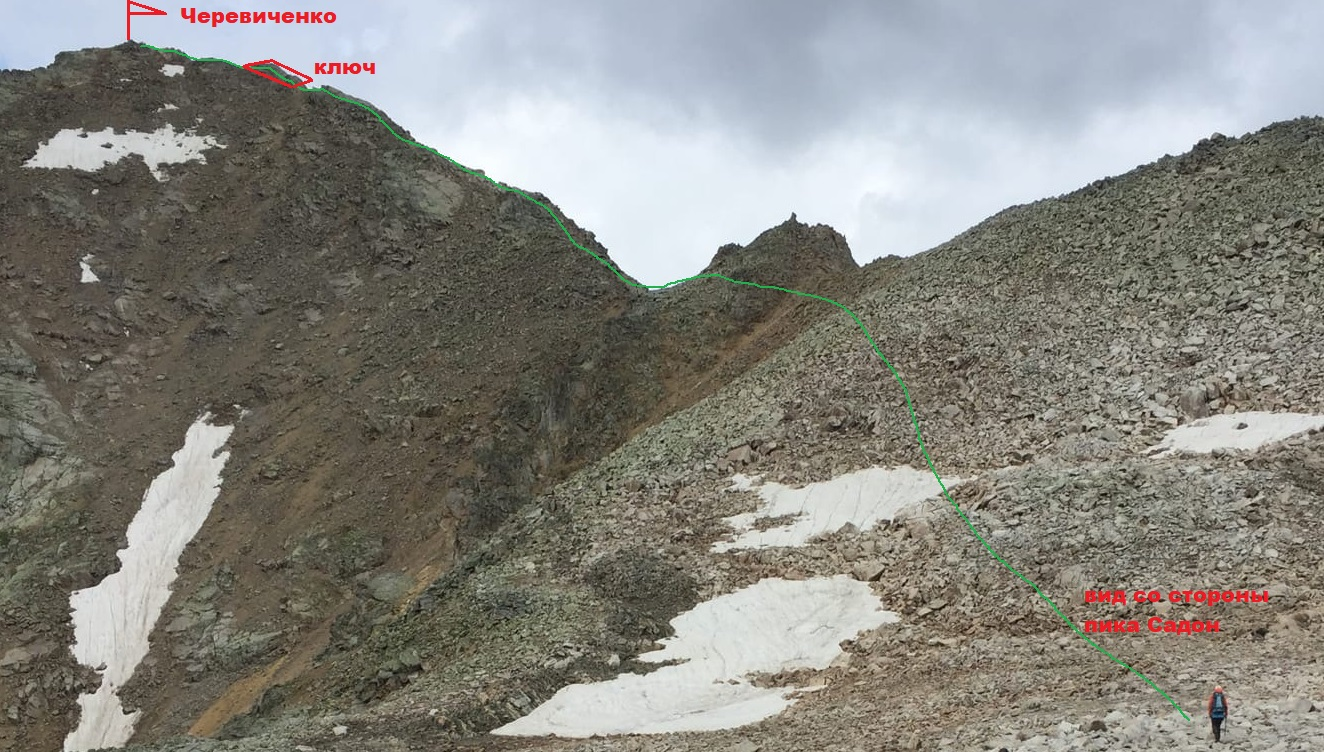 Черевиченко
ключ
вид со стороны
пика Садон